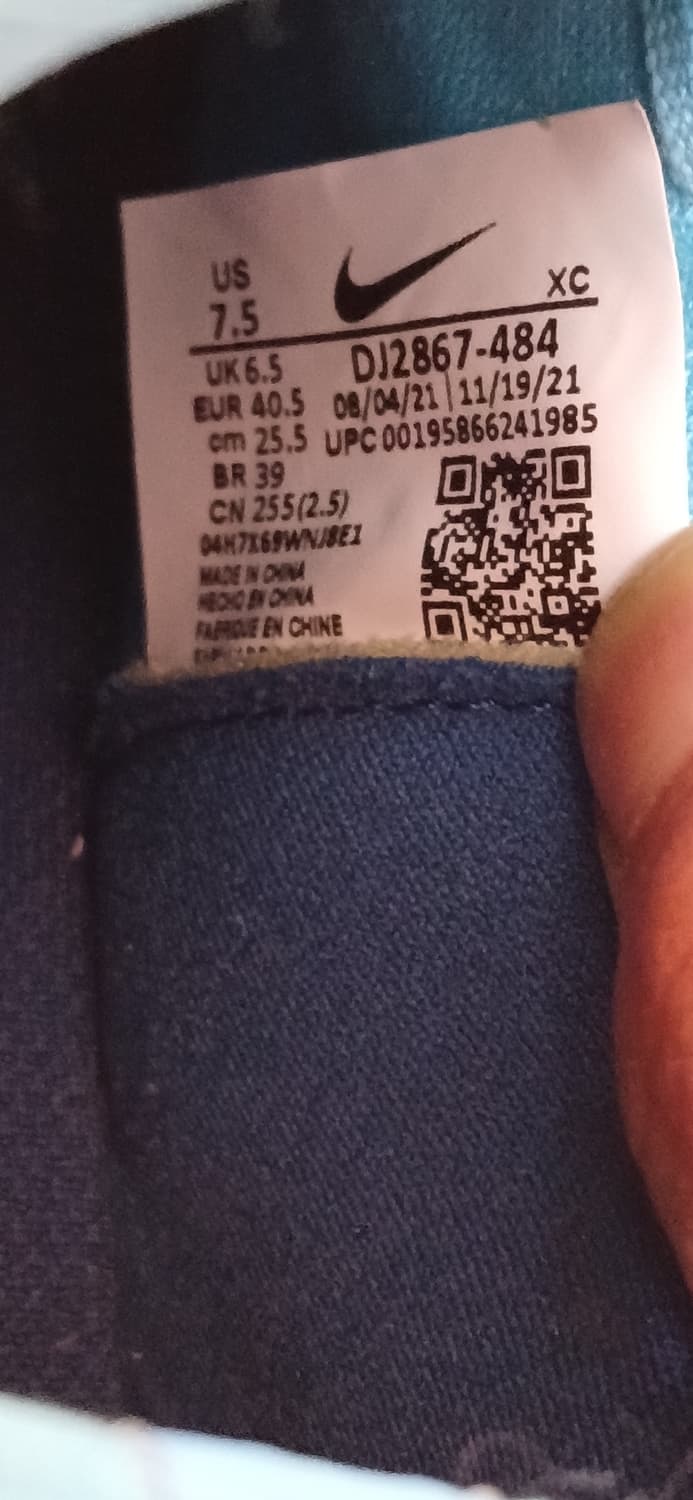 US
7.5
XC
UK 6.5
DJ2867-484
EUR 40.5
08/04/21 | 11/19/21
cm 25.5
UPC 00195866241985
BR 39
CN 255(2.5)
MADE IN CHINA
HECHO EN CHINA
FABRIQUE EN CHINE